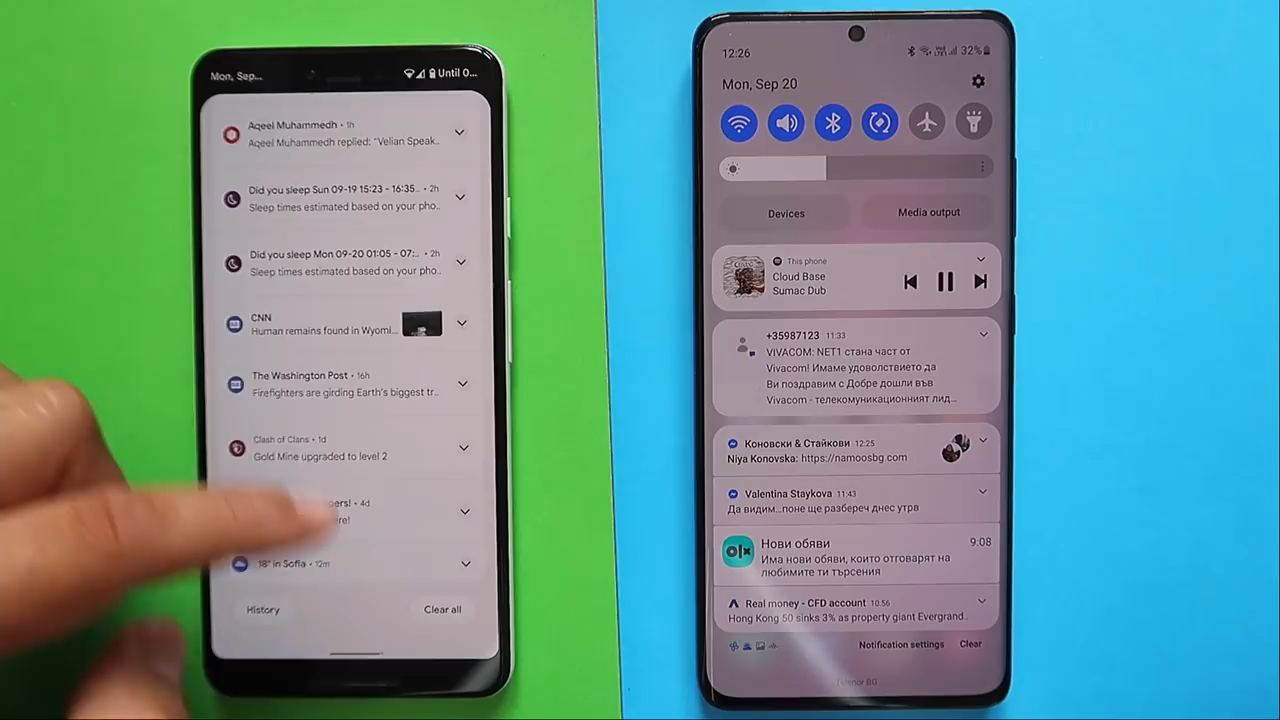 Mon, Sep...
Until 0...
Aqeel Muhammedh • 1h
Aqeel Muhammedh replied: "Velian Speak..
Did you sleep Sun 09-19 15:23 - 16:35.. • 2h
Sleep times estimated based on your pho..
Did you sleep Mon 09-20 01:05 - 07:.. • 2h
Sleep times estimated based on your pho..
CNN
Human remains found in Wyomi...
The Washington Post • 16h
Firefighters are girding Earth's biggest tr..
Clash of Clans • 1d
Gold Mine upgraded to level 2
• 4d
18° in Sofia • 12m
History
Clear all
12:26
32%
Mon, Sep 20
Devices
Media output
This phone
Cloud Base
Sumac Dub
+35987123 11:33
VIVACOM: NET1 стана част от
Vivacom! Имаме удоволствието да
Ви поздравим с Добре дошли във
Vivacom - телекомуникационният лид...
Коновски & Стайкови 12:25
Niya Konovska: https://namoosbg.com
Valentina Staykova 11:43
Да видим...поне ще разбереч днес утрв
olx
Нови обяви 9:08
Има нови обяви, които отговарят на
любимите ти търсения
Real money - CFD account 10:56
Hong Kong 50 sinks 3% as property giant Evergrand..
Notification settings
Clear
Telenor BG